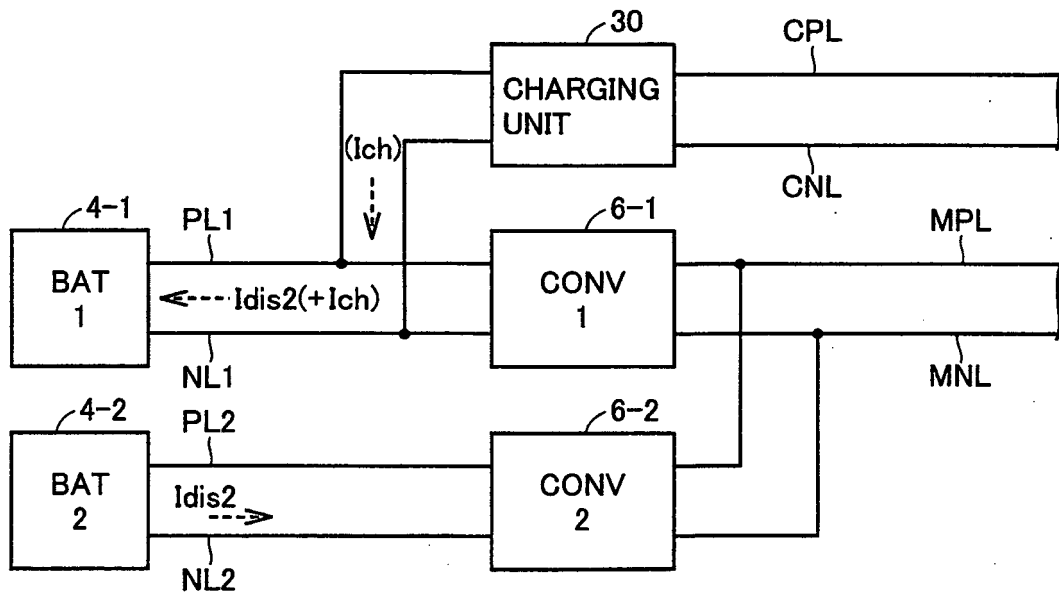 30
CPL
CHARGING
UNIT
(Ich)
CNL
4-1
PL1
6-1
MPL
BAT
1
Idis2(+Ich)
CONV
1
NL1
MNL
4-2
PL2
6-2
BAT
2
Idis2
CONV
2
NL2